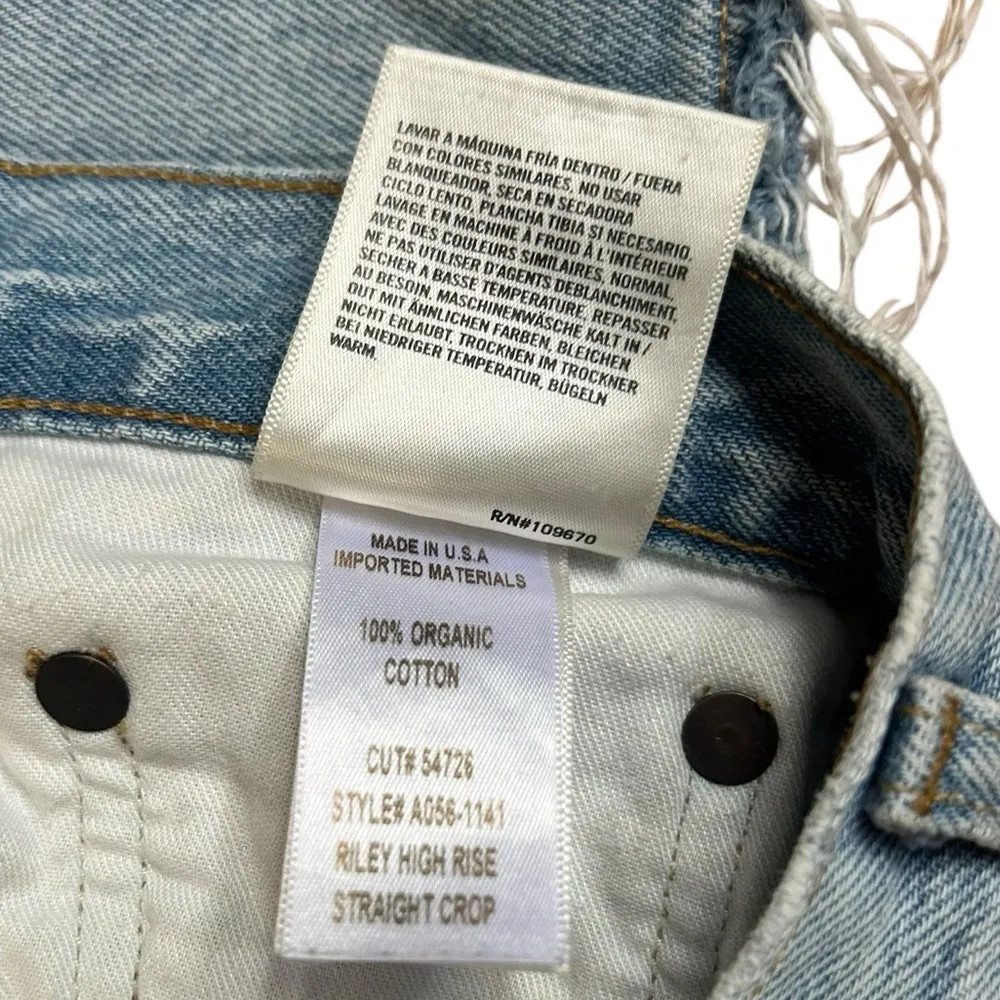 LAVAR A MÁQUINA FRÍA DENTRO / FUERA
CON COLORES SIMILARES, NO USAR
BLANQUEADOR, SECA EN SECADORA
CICLO LENTO, PLANCHA TIBIA SI NECESARIO.
LAVAGE EN MACHINE À FROID À L'INTÉRIEUR
AVEC DES COULEURS SIMILAIRES, NORMAL,
NE PAS UTILISER D'AGENTS DEBLANCHIMENT,
SECHER A BASSE TEMPERATURE, REPASSER
AU BESOIN, MASCHINENWÄSCHE KALT IN /
OUT MIT ÄHNLICHEN FARBEN, BLEICHEN
NICHT ERLAUBT, TROCKNEN IM TROCKNER
BEI NIEDRIGER TEMPERATUR, BÜGELN
WARM.
R/N#109670
MADE IN U.S.A
IMPORTED MATERIALS
100% ORGANIC
COTTON
CUT# 54726
STYLE# A056-1141
RILEY HIGH RISE
STRAIGHT CROP